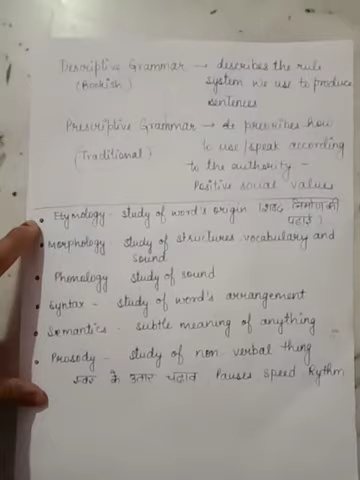 Descriptive Grammar → describes the rule
(Bookish) system we use to produce
sentences
Prescriptive Grammar → prescribes how
(Traditional) to use/speak according
to the authority –
Positive social values
• Etymology - study of word's origin (शब्द निर्माण की
पढ़ाई)
• Morphology study of structures, vocabulary and
sound
• Phonology study of sound
• Syntax - study of word's arrangement
• Semantics - subtle meaning of anything
• Prosody - study of non verbal thing
स्वर के उतार चढ़ाव Pauses Speed Rythm